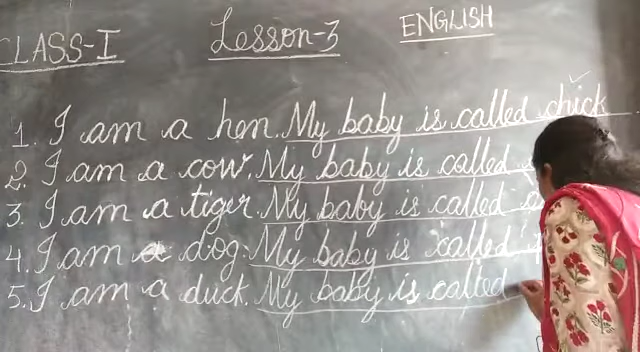 CLASS-I Lesson-3 ENGLISH
1. I am a hen. My baby is called chick
2. I am a cow. My baby is called
3. I am a tiger. My baby is called
4. I am a dog. My baby is called
5. I am a duck. My baby is called